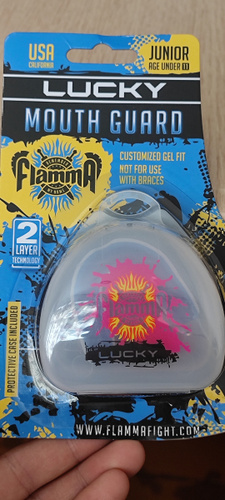 USA
CALIFORNIA
JUNIOR
AGE UNDER 11
LUCKY
MOUTH GUARD
FlammA
CUSTOMIZED GEL FIT
NOT FOR USE
WITH BRACES
2
LAYER
TECHNOLOGY
PROTECTIVE CASE INCLUDED
LUCKY
WWW.FLAMMAFIGHT.COM